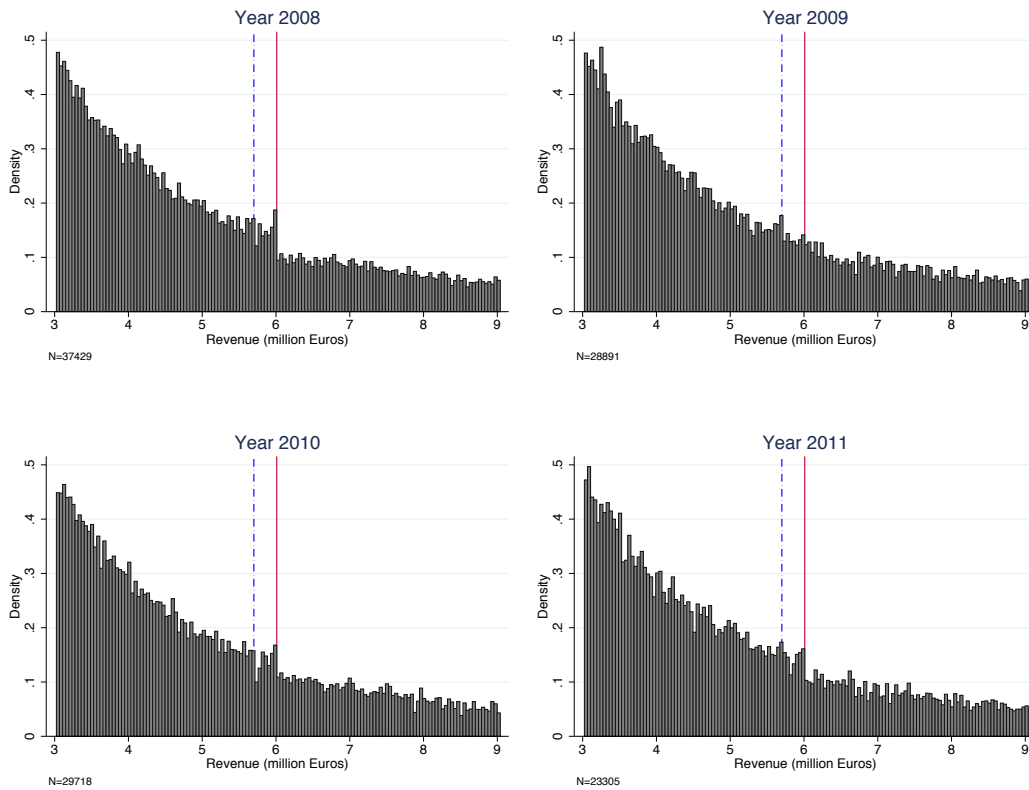 Year 2008
.5
.4
.3
.2
.1
0
Density
3 4 5 6 7 8 9
Revenue (million Euros)
N=37429
Year 2009
.5
.4
.3
.2
.1
0
Density
3 4 5 6 7 8 9
Revenue (million Euros)
N=28891
Year 2010
.5
.4
.3
.2
.1
0
Density
3 4 5 6 7 8 9
Revenue (million Euros)
N=29718
Year 2011
.5
.4
.3
.2
.1
0
Density
3 4 5 6 7 8 9
Revenue (million Euros)
N=23305